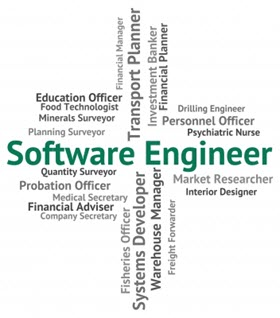 Financial Manager
Transport Planner
Investment Banker
Financial Planner
Education Officer
Food Technologist
Minerals Surveyor
Planning Surveyor
Drilling Engineer
Personnel Officer
Psychiatric Nurse
Software Engineer
Quantity Surveyor
Probation Officer
Medical Secretary
Financial Adviser
Company Secretary
Market Researcher
Interior Designer
Fisheries Officer
Systems Developer
Warehouse Manager
Freight Forwarder